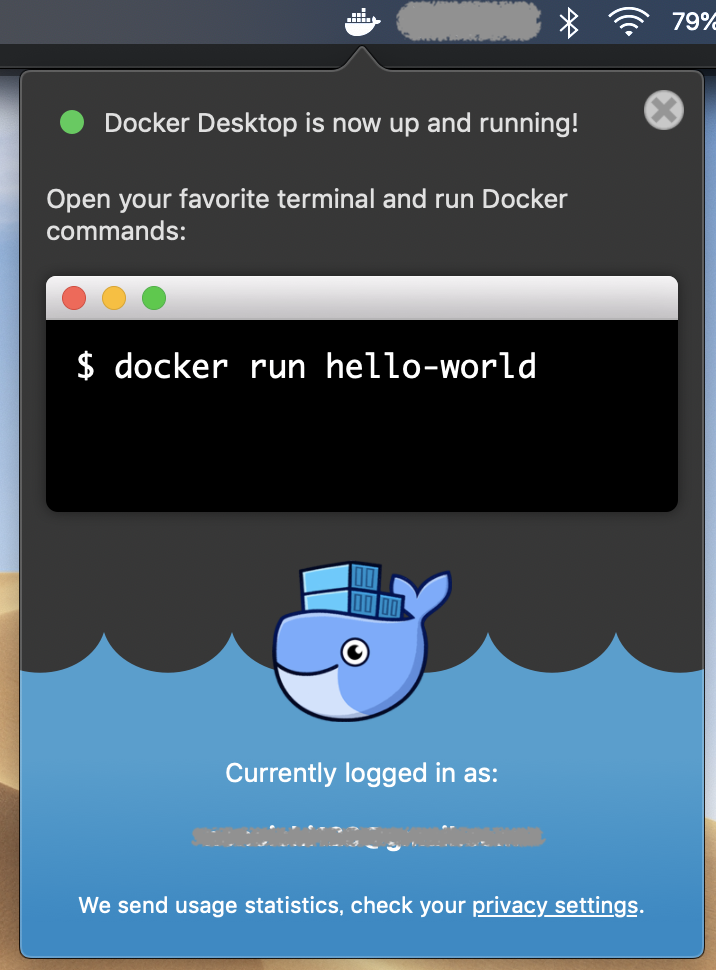 79%
Docker Desktop is now up and running!
Open your favorite terminal and run Docker
commands:
$ docker run hello-world
Currently logged in as:
We send usage statistics, check your privacy settings.